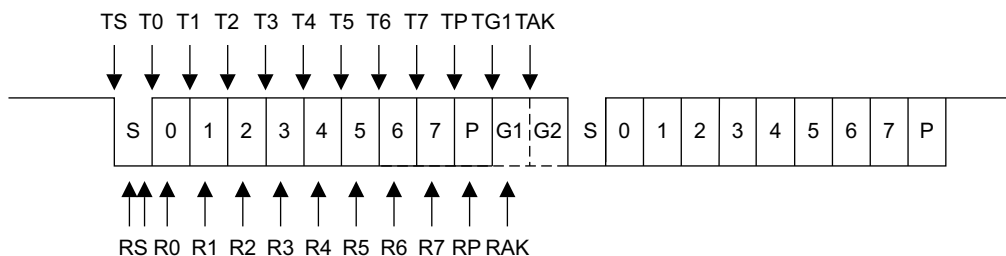 TS T0 T1 T2 T3 T4 T5 T6 T7 TP TG1 TAK
S 0 1 2 3 4 5 6 7 P G1 G2 S 0 1 2 3 4 5 6 7 P
RS R0 R1 R2 R3 R4 R5 R6 R7 RP RAK